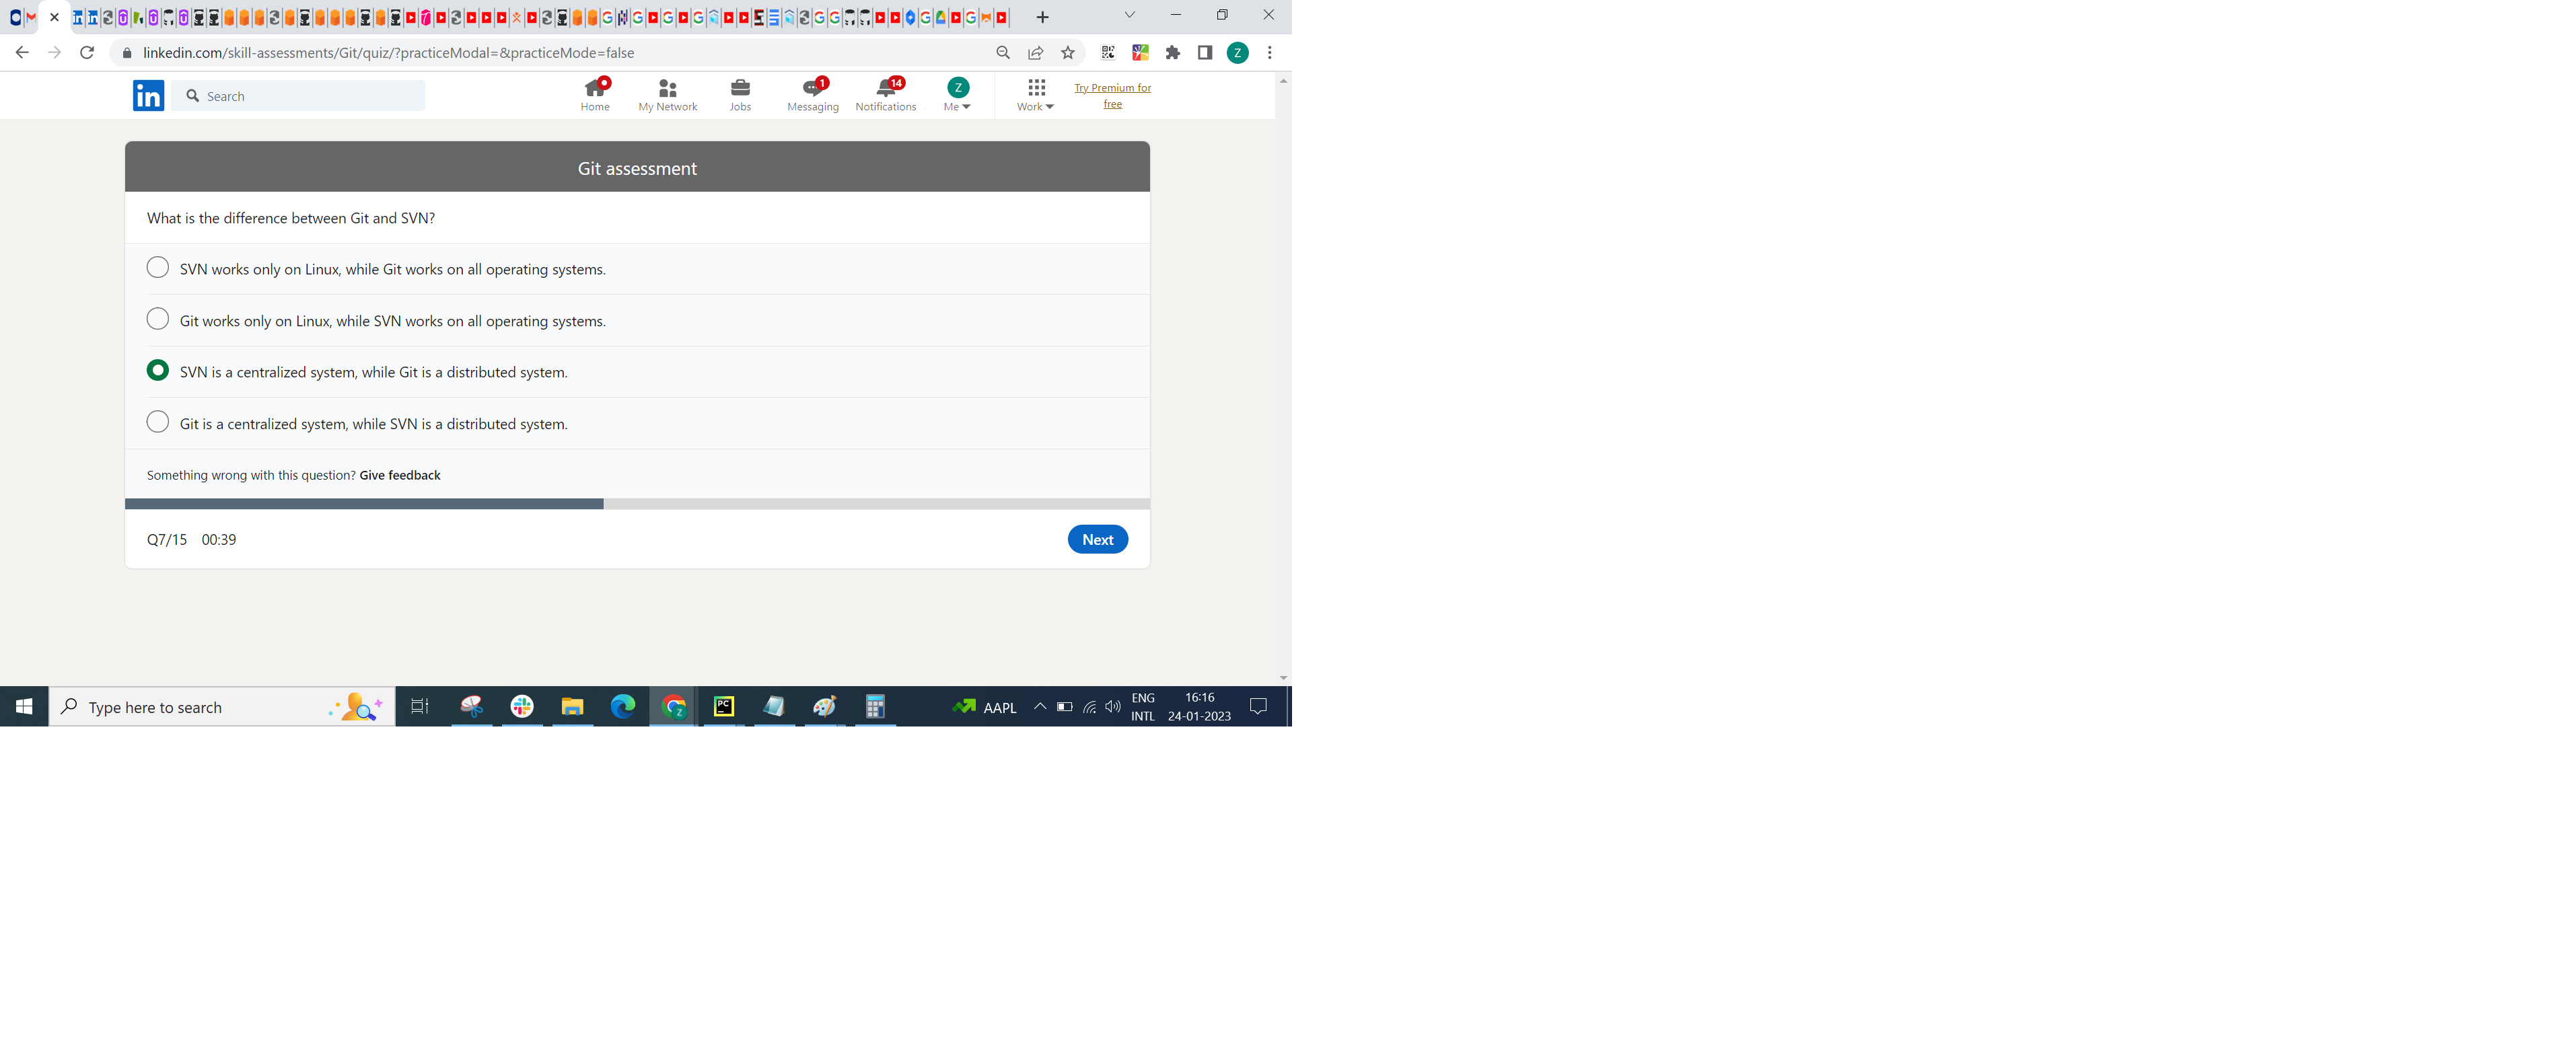 linkedin.com/skill-assessments/Git/quiz/?practiceModal=&practiceMode=false
Z
in
Search
Home
My Network
Jobs
1
Messaging
14
Notifications
Z
Me
Work
Try Premium for
free
Git assessment
What is the difference between Git and SVN?
SVN works only on Linux, while Git works on all operating systems.
Git works only on Linux, while SVN works on all operating systems.
SVN is a centralized system, while Git is a distributed system.
Git is a centralized system, while SVN is a distributed system.
Something wrong with this question? Give feedback
Q7/15 00:39
Next
Type here to search
PC
AAPL
ENG
INTL
16:16
24-01-2023